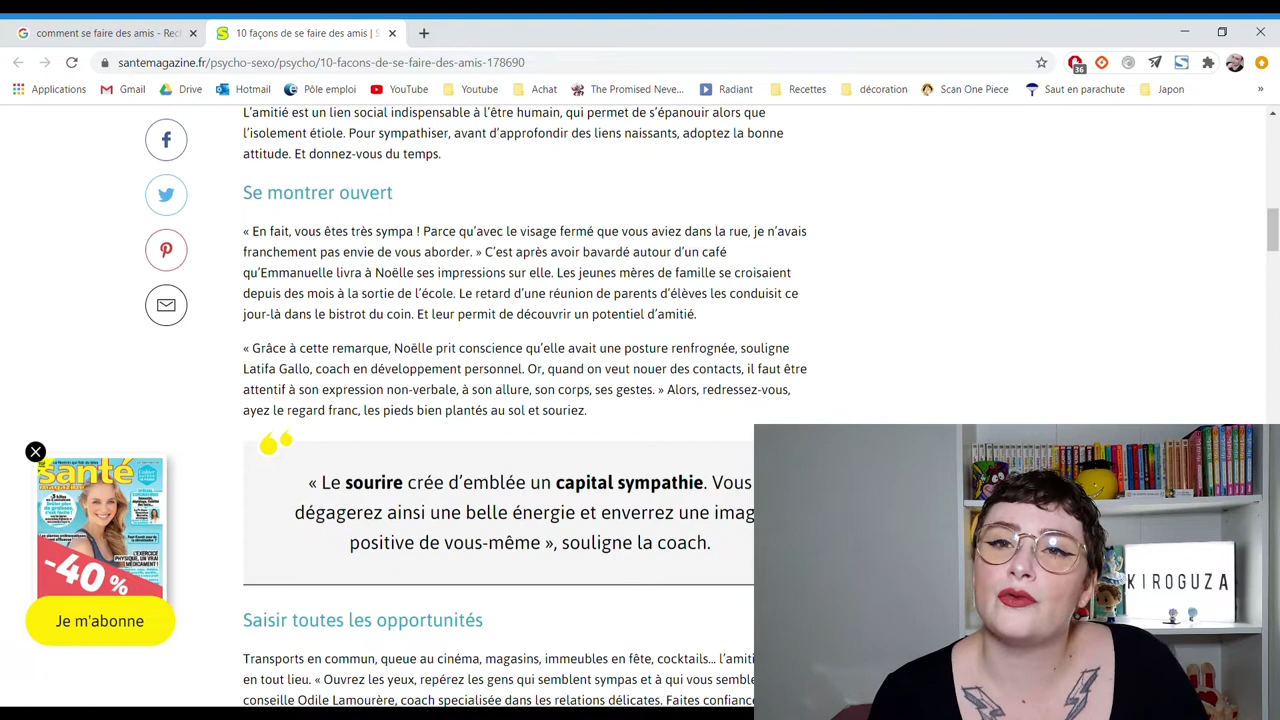 comment se faire des amis - Rec
10 façons de se faire des amis | S
santemagazine.fr/psycho-sexo/psycho/10-facons-de-se-faire-des-amis-178690
36
Applications Gmail Drive Hotmail Pôle emploi YouTube Youtube Achat The Promised Neve... Radiant Recettes décoration Scan One Piece Saut en parachute Japon »
L'amitié est un lien social indispensable à l'être humain, qui permet de s'épanouir alors que
l'isolement étiole. Pour sympathiser, avant d'approfondir des liens naissants, adoptez la bonne
attitude. Et donnez-vous du temps.
Se montrer ouvert
« En fait, vous êtes très sympa ! Parce qu'avec le visage fermé que vous aviez dans la rue, je n'avais
franchement pas envie de vous aborder. » C'est après avoir bavardé autour d'un café
qu'Emmanuelle livra à Noëlle ses impressions sur elle. Les jeunes mères de famille se croisaient
depuis des mois à la sortie de l'école. Le retard d'une réunion de parents d'élèves les conduisit ce
jour-là dans le bistrot du coin. Et leur permit de découvrir un potentiel d'amitié.
« Grâce à cette remarque, Noëlle prit conscience qu'elle avait une posture renfrognée, souligne
Latifa Gallo, coach en développement personnel. Or, quand on veut nouer des contacts, il faut être
attentif à son expression non-verbale, à son allure, son corps, ses gestes. » Alors, redressez-vous,
ayez le regard franc, les pieds bien plantés au sol et souriez.
« Le sourire crée d'emblée un capital sympathie. Vous
dégagerez ainsi une belle énergie et enverrez une imag
positive de vous-même », souligne la coach.
Saisir toutes les opportunités
Transports en commun, queue au cinéma, magasins, immeubles en fête, cocktails... l'amiti
en tout lieu. « Ouvrez les yeux, repérez les gens qui semblent sympas et à qui vous semble
conseille Odile Lamourère, coach specialisée dans les relations délicates. Faites confiance
santé
magazine
-40 %
Je m'abonne
KIROGUZA